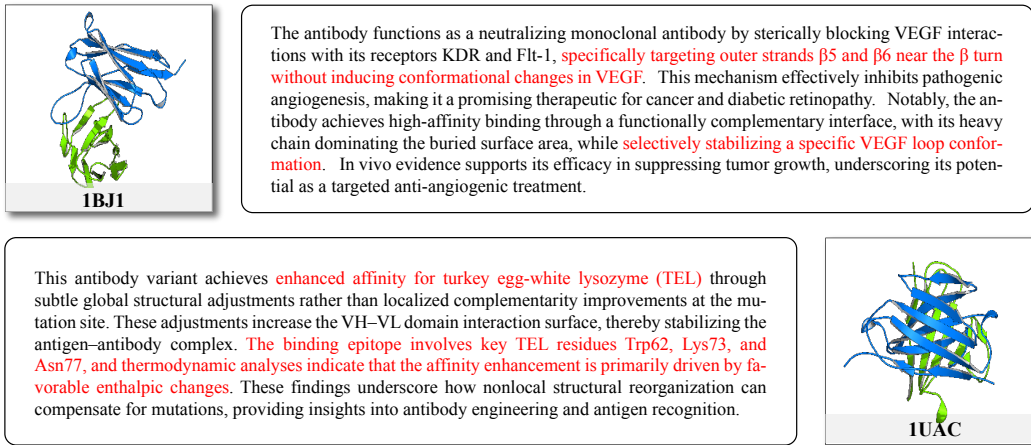 The antibody functions as a neutralizing monoclonal antibody by sterically blocking VEGF interac-
tions with its receptors KDR and Flt-1, specifically targeting outer strands β5 and β6 near the β turn
without inducing conformational changes in VEGF. This mechanism effectively inhibits pathogenic
angiogenesis, making it a promising therapeutic for cancer and diabetic retinopathy. Notably, the an-
tibody achieves high-affinity binding through a functionally complementary interface, with its heavy
chain dominating the buried surface area, while selectively stabilizing a specific VEGF loop confor-
mation. In vivo evidence supports its efficacy in suppressing tumor growth, underscoring its poten-
tial as a targeted anti-angiogenic treatment.
1BJ1
This antibody variant achieves enhanced affinity for turkey egg-white lysozyme (TEL) through
subtle global structural adjustments rather than localized complementarity improvements at the mu-
tation site. These adjustments increase the VH–VL domain interaction surface, thereby stabilizing the
antigen–antibody complex. The binding epitope involves key TEL residues Trp62, Lys73, and
Asn77, and thermodynamic analyses indicate that the affinity enhancement is primarily driven by fa-
vorable enthalpic changes. These findings underscore how nonlocal structural reorganization can
compensate for mutations, providing insights into antibody engineering and antigen recognition.
1UAC